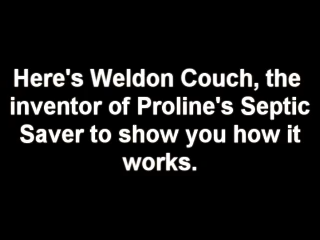 Here's Weldon Couch, the
inventor of Proline's Septic
Saver to show you how it
works.